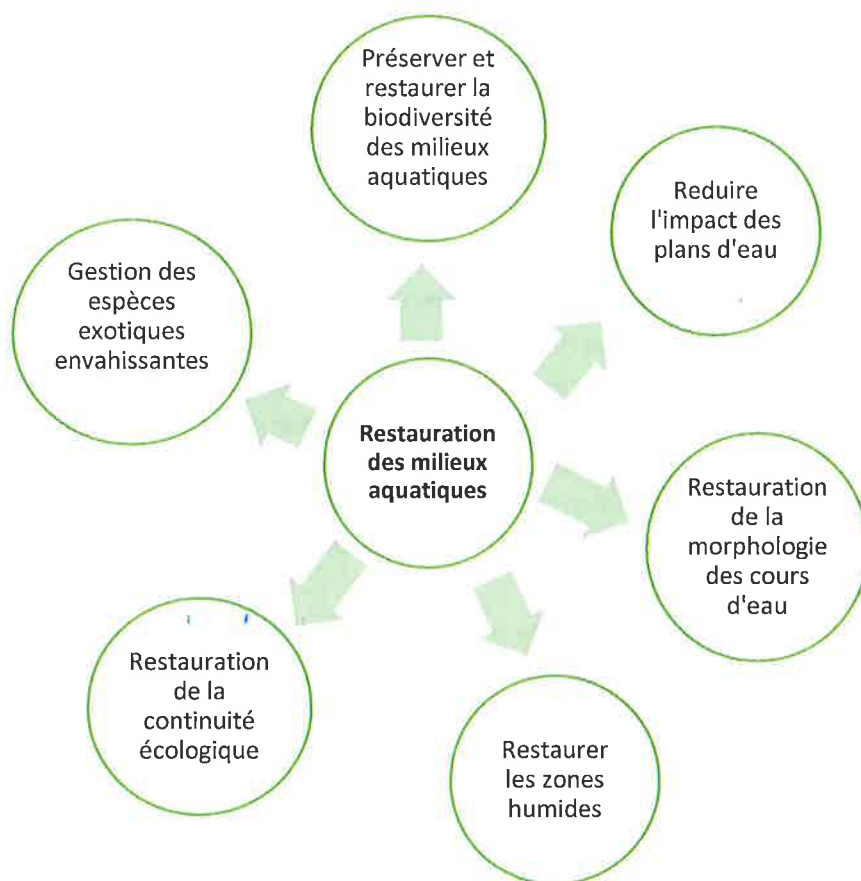 Préserver et
restaurer la
biodiversité
des milieux
aquatiques
Reduire
l'impact des
plans d'eau
Gestion des
espèces
exotiques
envahissantes
Restauration
des milieux
aquatiques
Restauration
de la
morphologie
des cours
d'eau
Restauration
de la
continuité
écologique
Restaurer
les zones
humides